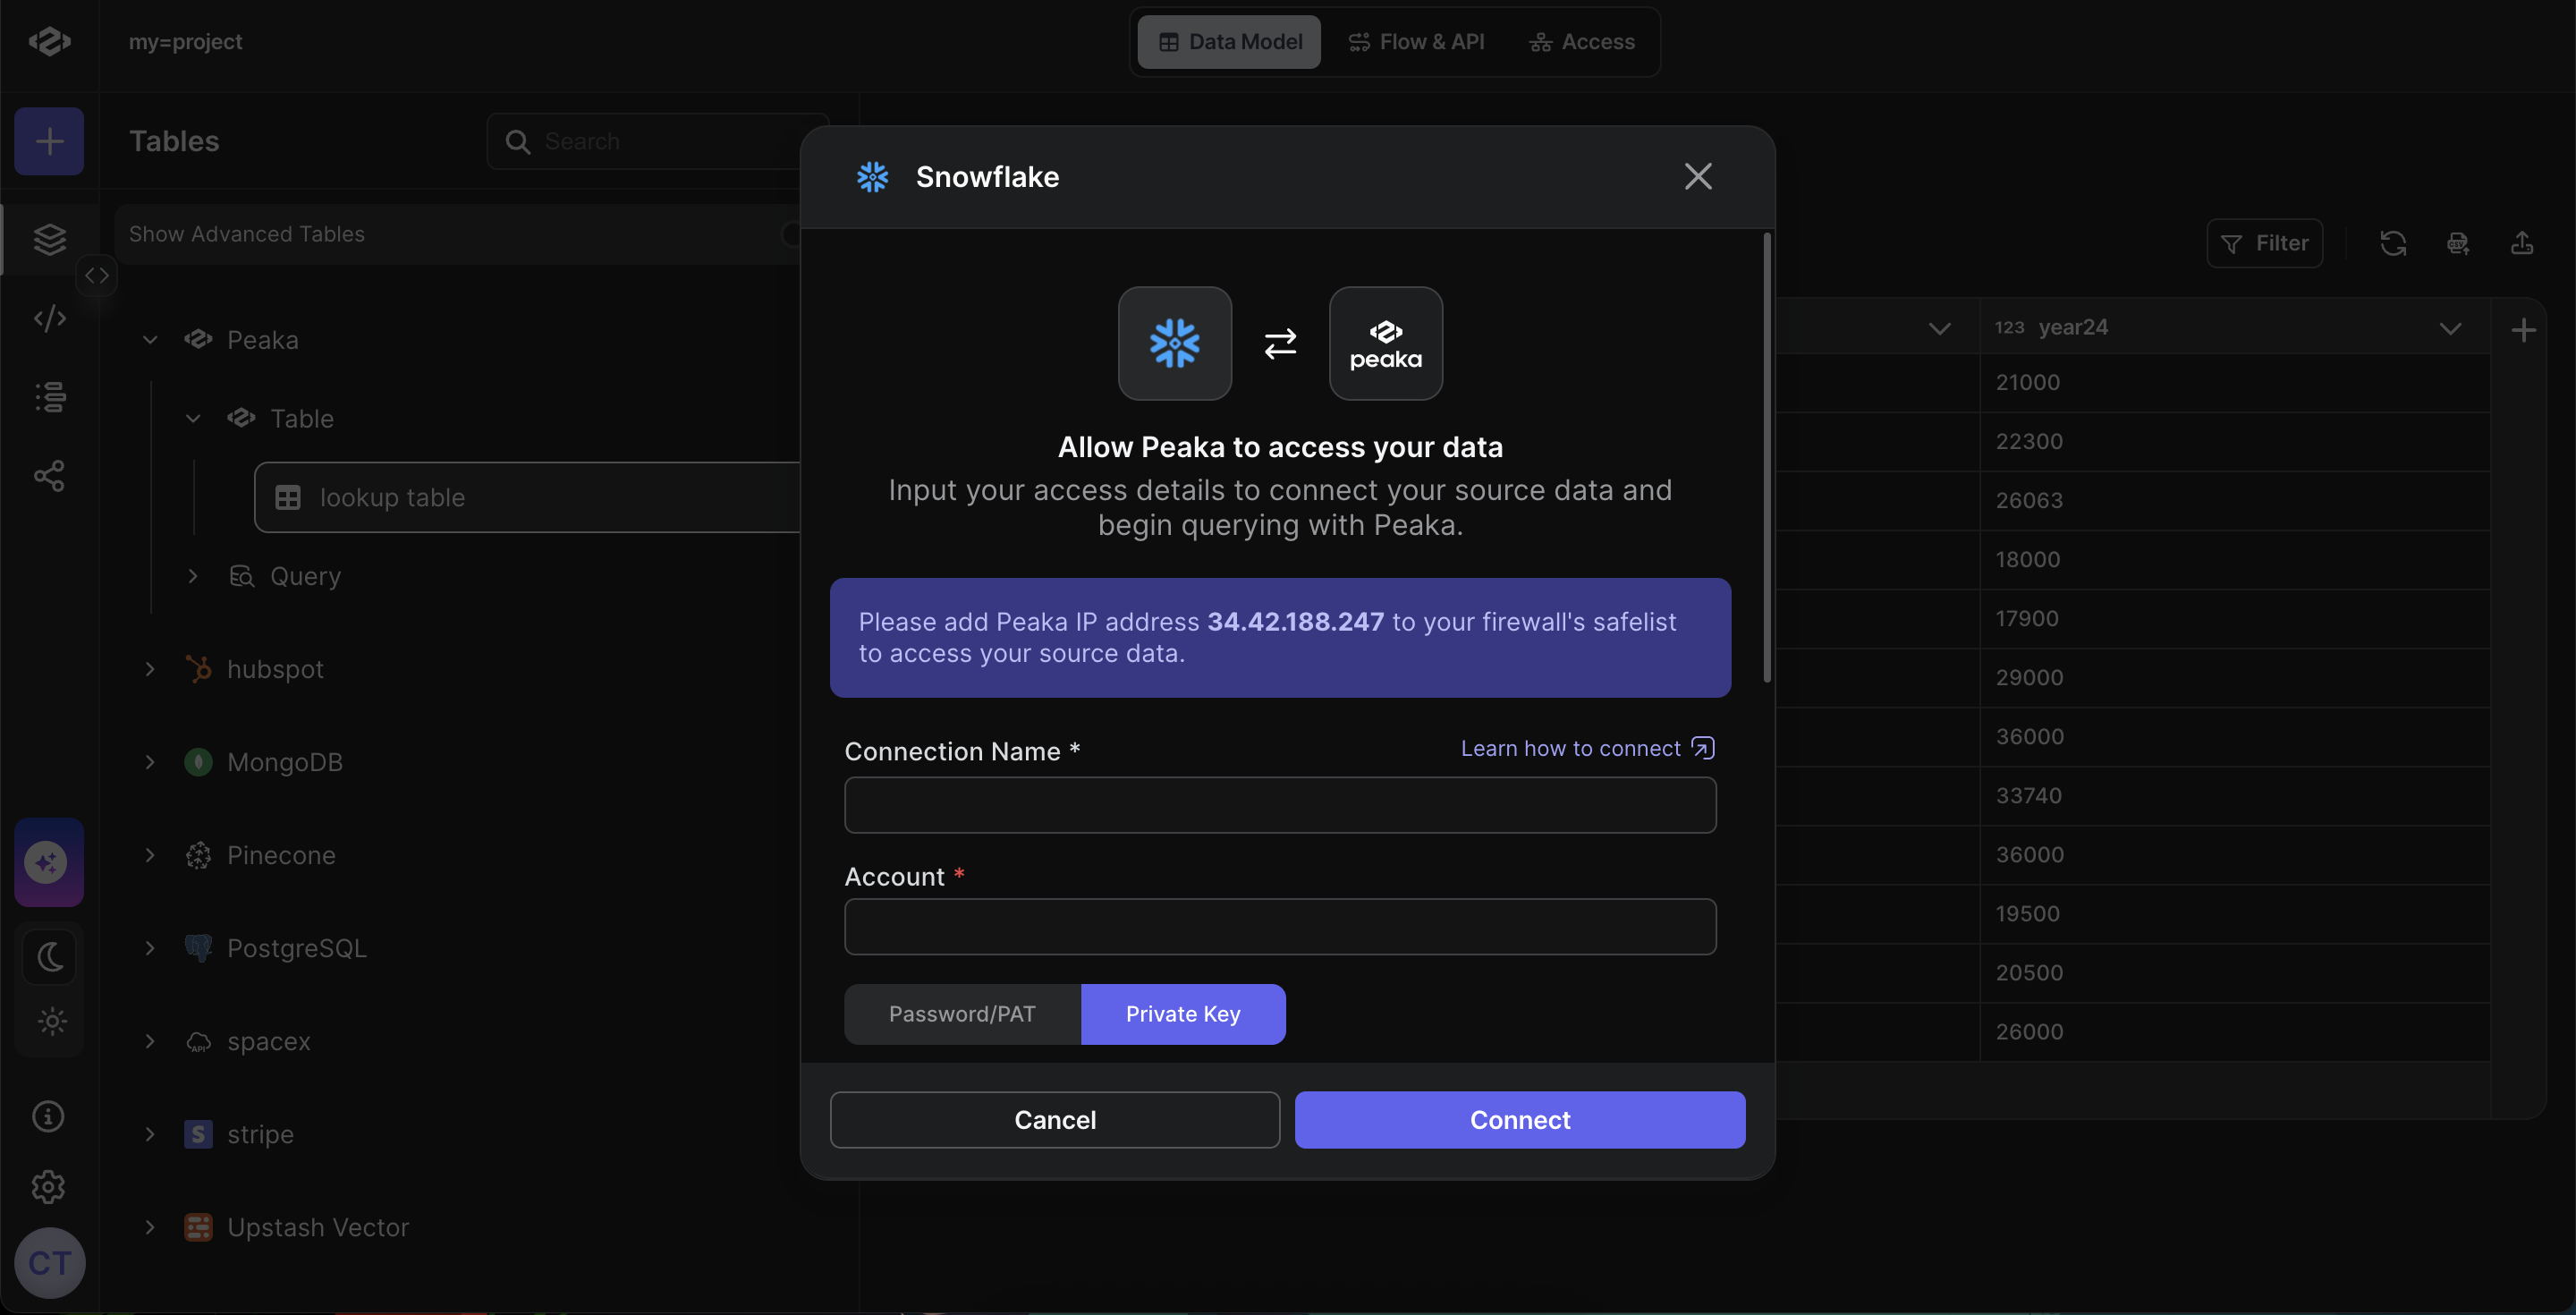 my=project
Data Model
Flow & API
Access
Tables
Search
Show Advanced Tables
Peaka
Table
lookup table
Query
hubspot
MongoDB
Pinecone
PostgreSQL
API
spacex
S
stripe
Upstash Vector
CT
Snowflake
peaka
Allow Peaka to access your data
Input your access details to connect your source data and
begin querying with Peaka.
Please add Peaka IP address 34.42.188.247 to your firewall's safelist
to access your source data.
Connection Name *
Learn how to connect
Account *
Password/PAT
Private Key
Cancel
Connect
Filter
CSV
123 year24
21000
22300
26063
18000
17900
29000
36000
33740
36000
19500
20500
26000